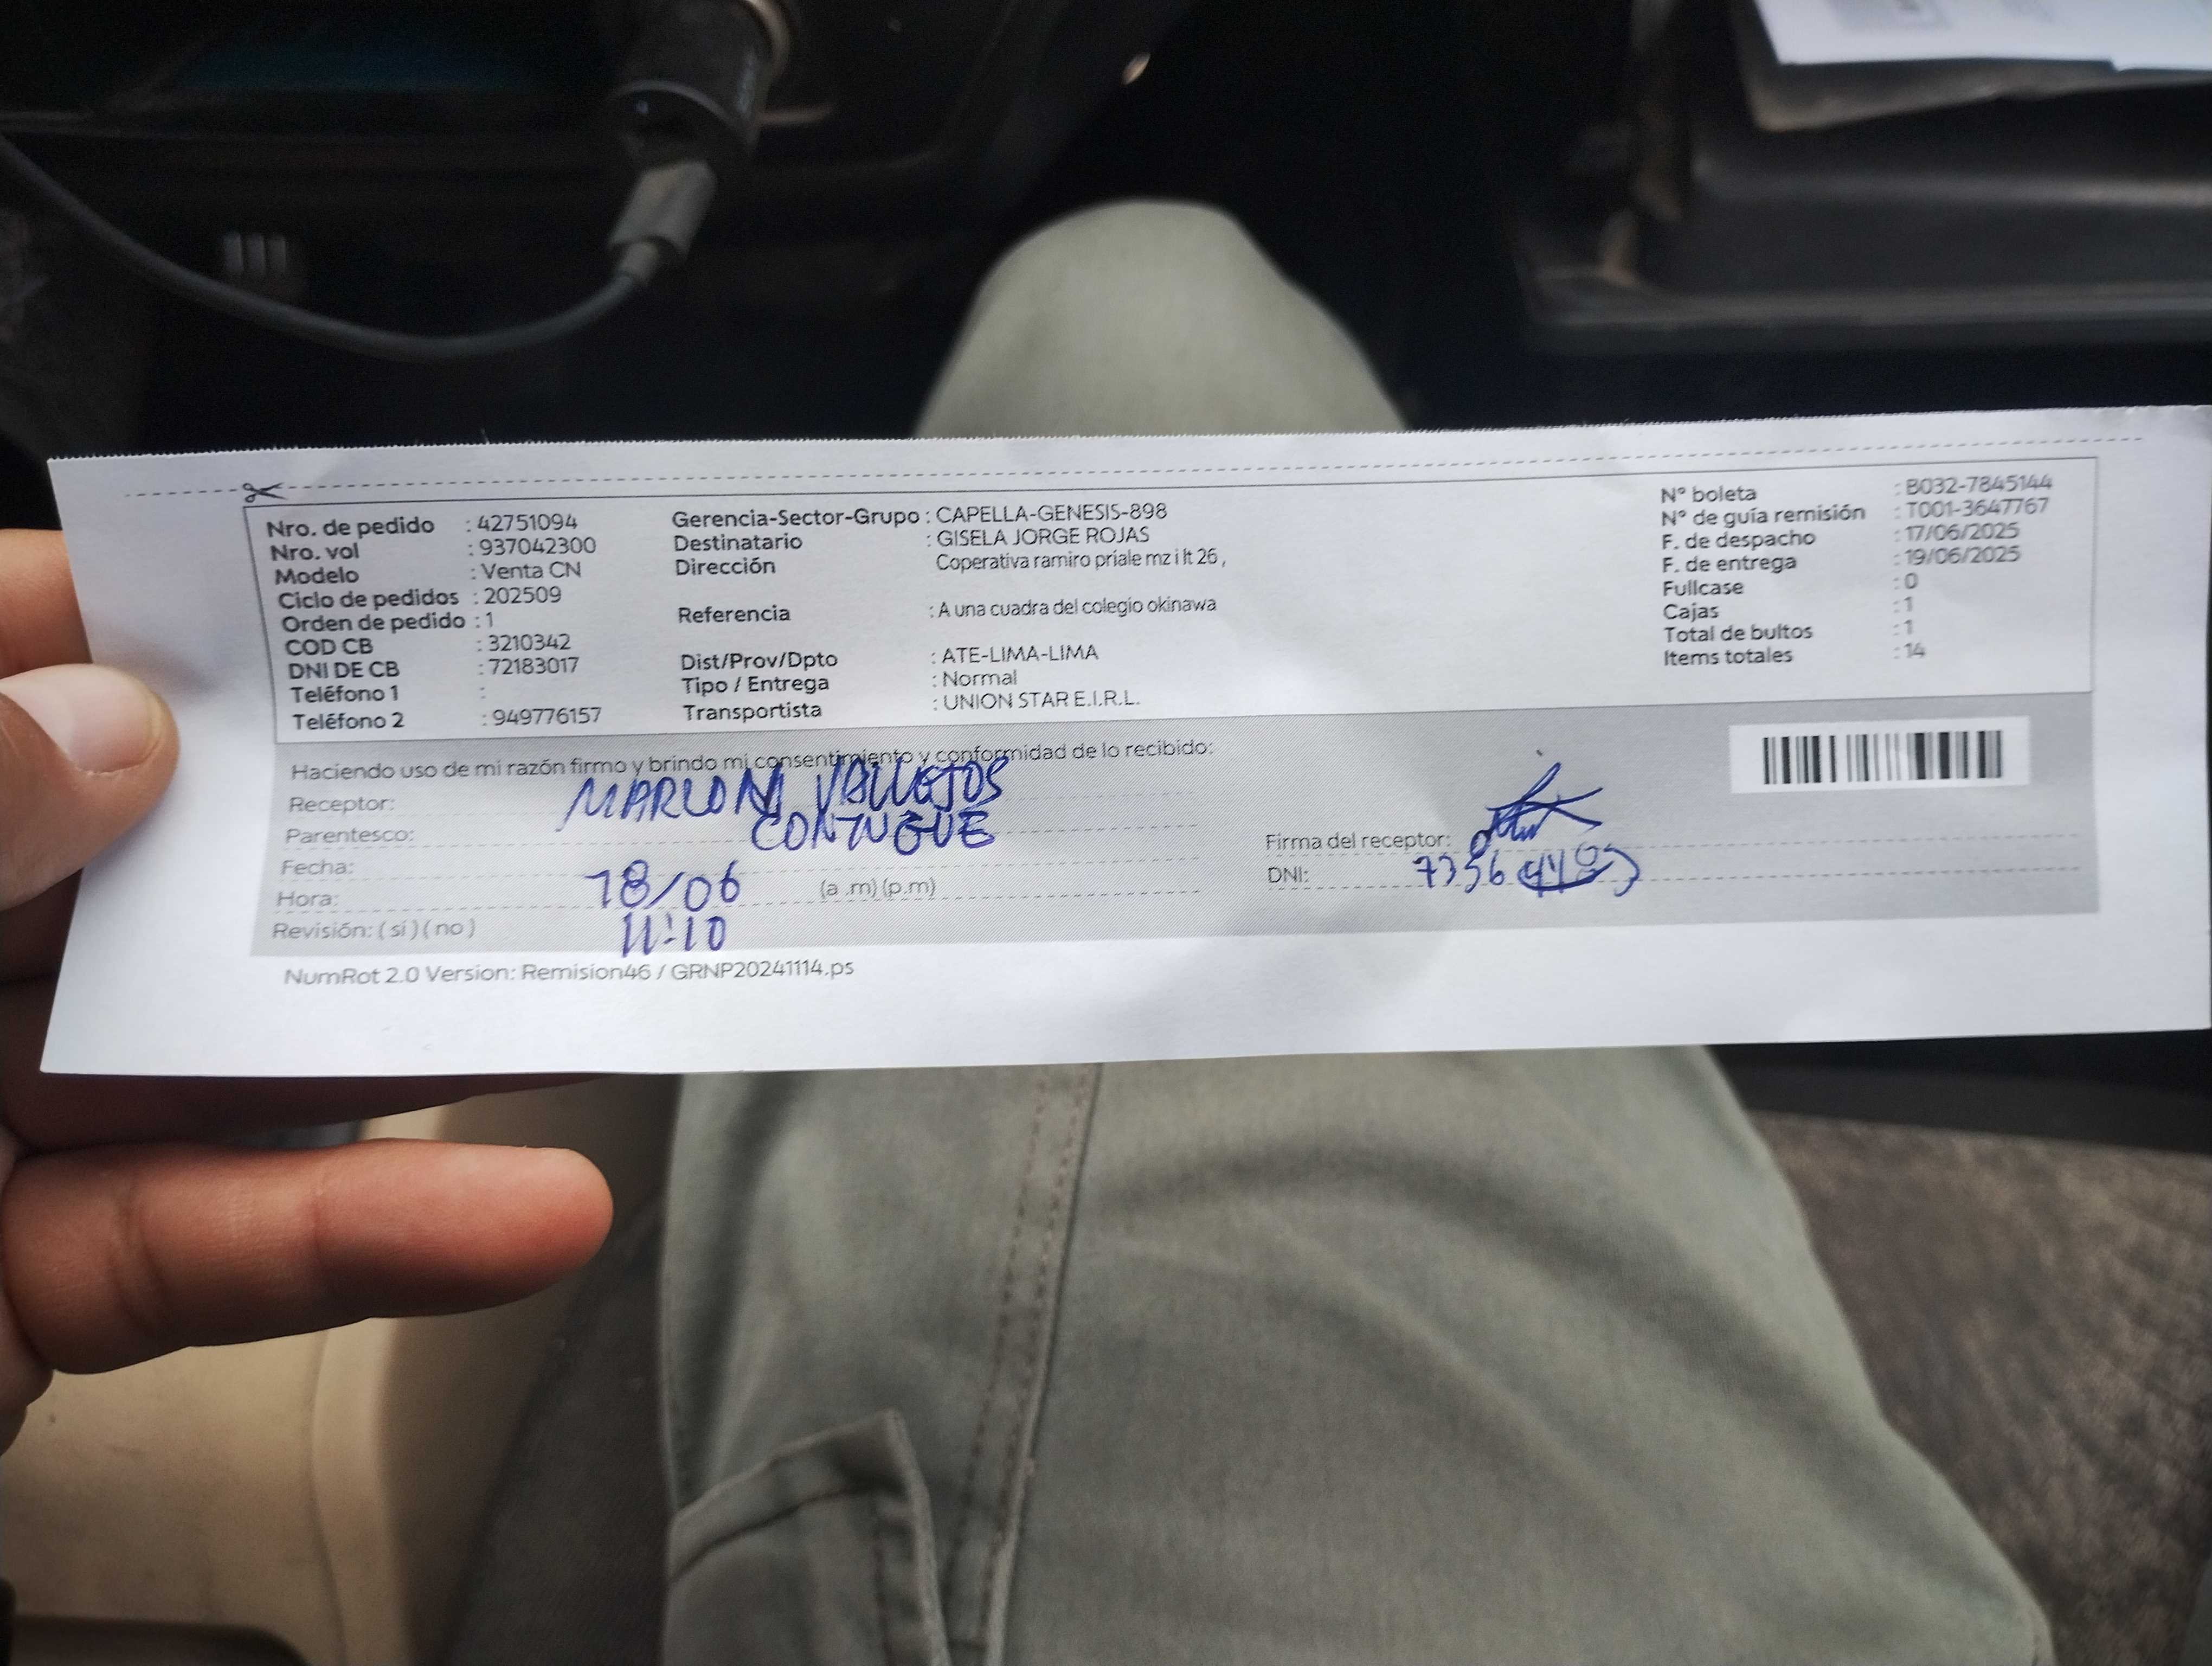 Nro. de pedido : 42751094
Nro. vol : 937042300
Modelo : Venta CN
Ciclo de pedidos : 202509
Orden de pedido : 1
COD CB : 3210342
DNI DE CB : 72183017
Teléfono 1 :
Teléfono 2 : 949776157
Gerencia-Sector-Grupo : CAPELLA-GENESIS-898
Destinatario : GISELA JORGE ROJAS
Dirección Coperativa ramiro priale mz i lt 26 ,
Referencia : A una cuadra del colegio okinawa
Dist/Prov/Dpto : ATE-LIMA-LIMA
Tipo / Entrega : Normal
Transportista : UNION STAR E.I.R.L.
N° boleta : B032-7845144
N° de guía remisión : T001-3647767
F. de despacho : 17/06/2025
F. de entrega : 19/06/2025
Fullcase : 0
Cajas : 1
Total de bultos : 1
Items totales : 14
Haciendo uso de mi razón firmo y brindo mi consentimiento y conformidad de lo recibido:
Receptor: VALLEJOS
Parentesco: CONJUGUE
Fecha: 18/06
Hora: (a .m) (p.m)
11:10
Revisión: ( si ) ( no )
Firma del receptor:
DNI:
NumRot 2.0 Version: Remision46 / GRNP20241114.ps